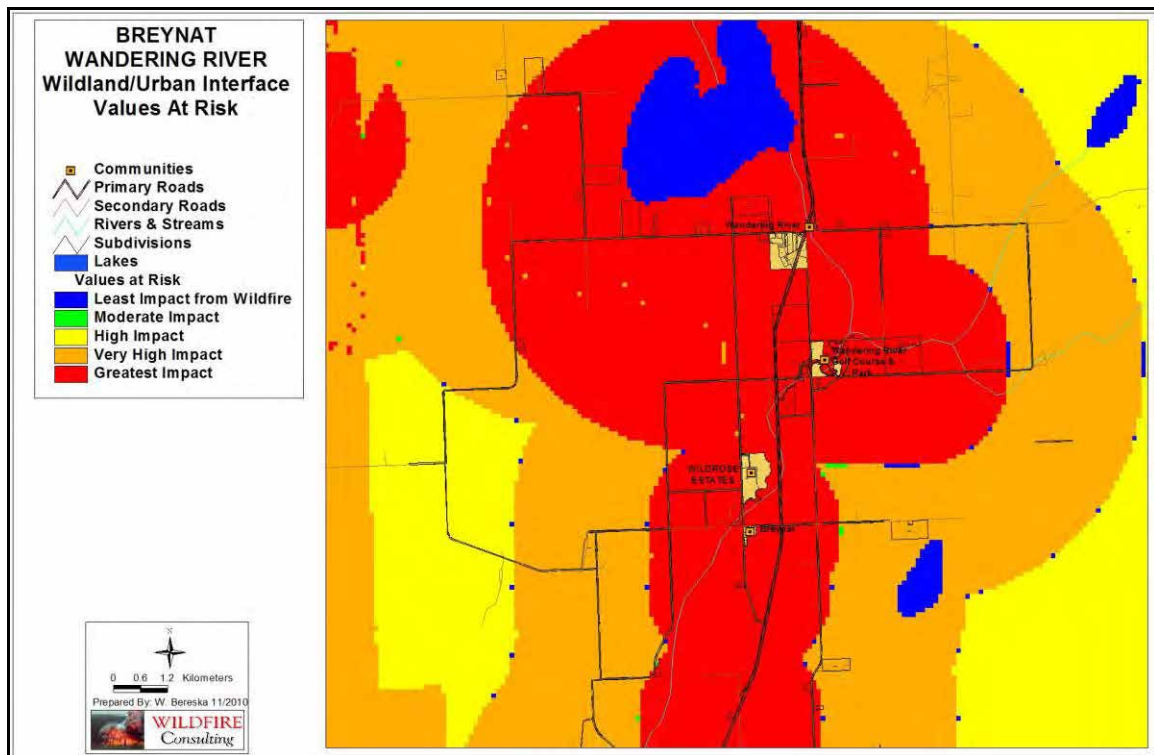 BREYNAT
WANDERING RIVER
Wildland/Urban Interface
Values At Risk
Communities
Primary Roads
Secondary Roads
Rivers & Streams
Subdivisions
Lakes
Values at Risk
Least Impact from Wildfire
Moderate Impact
High Impact
Very High Impact
Greatest Impact
N
0 0.6 1.2 Kilometers
Prepared By: W. Bereska 11/2010
WILDFIRE
Consulting
Wandering River
Wandering River
Golf Course &
Park
WILDROSE
ESTATES
Breynat